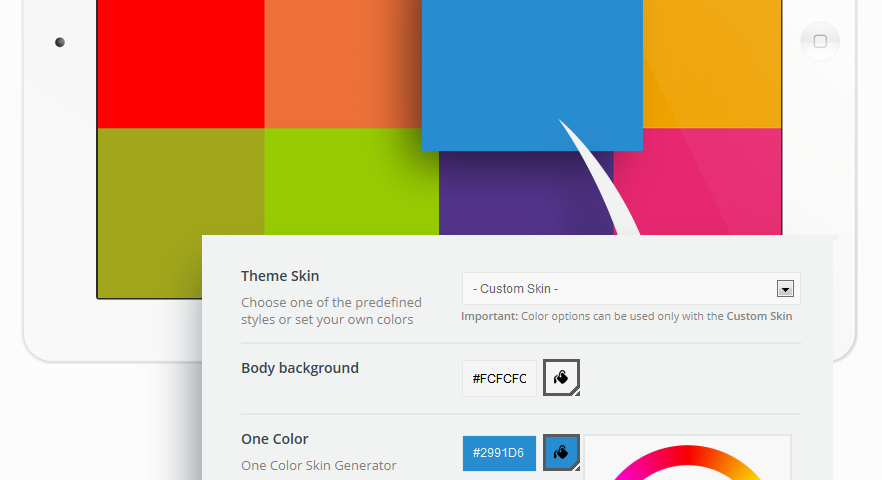 Theme Skin
- Custom Skin -
Choose one of the predefined
styles or set your own colors
Important: Color options can be used only with the Custom Skin
Body background
#FCFCFC
One Color
#2991D6
One Color Skin Generator